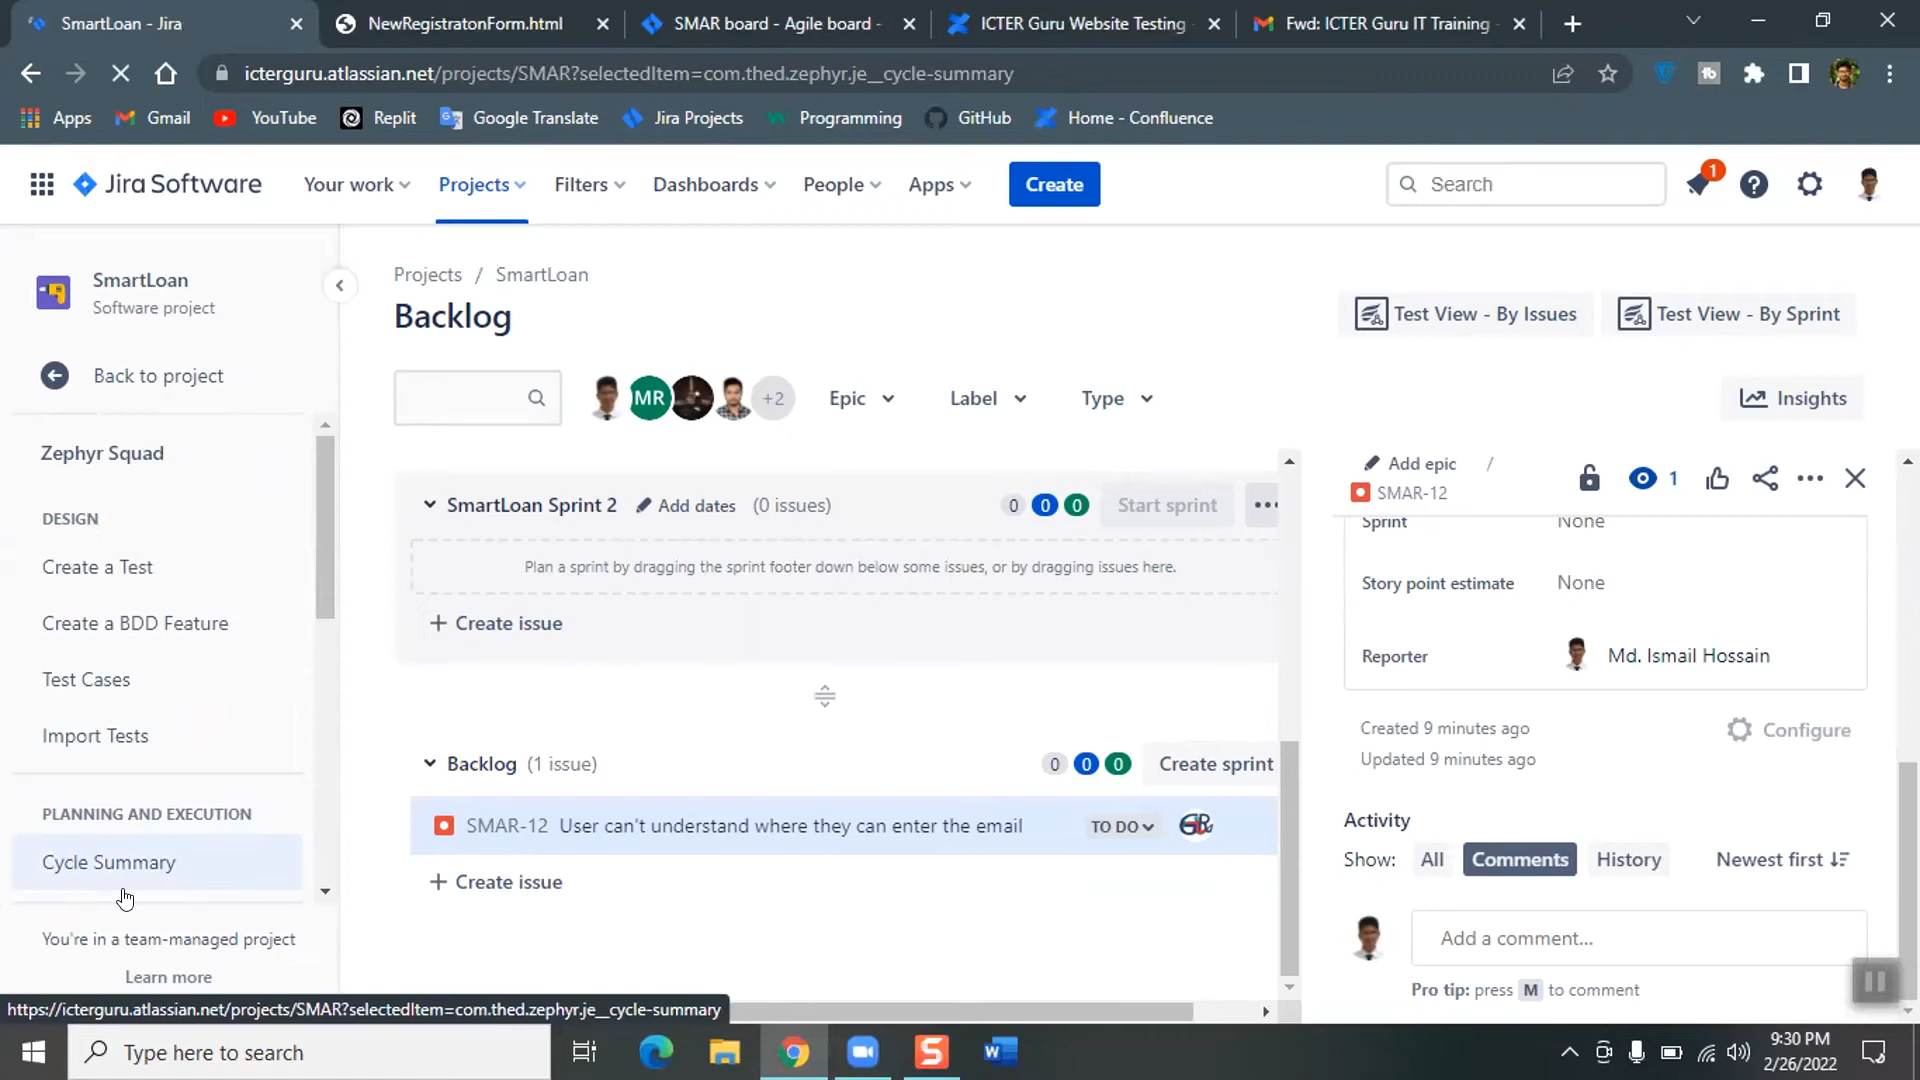 SmartLoan - Jira
NewRegistratonForm.html
SMAR board - Agile board -
ICTER Guru Website Testing
Fwd: ICTER Guru IT Training -
icterguru.atlassian.net/projects/SMAR?selectedItem=com.thed.zephyr.je__cycle-summary
Apps
Gmail
YouTube
Replit
Google Translate
Jira Projects
Programming
GitHub
Home - Confluence
Jira Software
Your work
Projects
Filters
Dashboards
People
Apps
Create
Search
1
SmartLoan
Software project
Back to project
Zephyr Squad
DESIGN
Create a Test
Create a BDD Feature
Test Cases
Import Tests
PLANNING AND EXECUTION
Cycle Summary
You're in a team-managed project
Learn more
Projects / SmartLoan
Backlog
Test View - By Issues
Test View - By Sprint
MR
+2
Epic
Label
Type
Insights
SmartLoan Sprint 2
Add dates
(0 issues)
0 0 0
Start sprint
Plan a sprint by dragging the sprint footer down below some issues, or by dragging issues here.
+ Create issue
Backlog (1 issue)
0 0 0
Create sprint
SMAR-12 User can't understand where they can enter the email
TO DO
+ Create issue
Add epic /
SMAR-12
1
Sprint None
Story point estimate None
Reporter Md. Ismail Hossain
Created 9 minutes ago
Updated 9 minutes ago
Configure
Activity
Show: All Comments History
Newest first
Add a comment...
Pro tip: press M to comment
https://icterguru.atlassian.net/projects/SMAR?selectedItem=com.thed.zephyr.je__cycle-summary
Type here to search
9:30 PM
2/26/2022